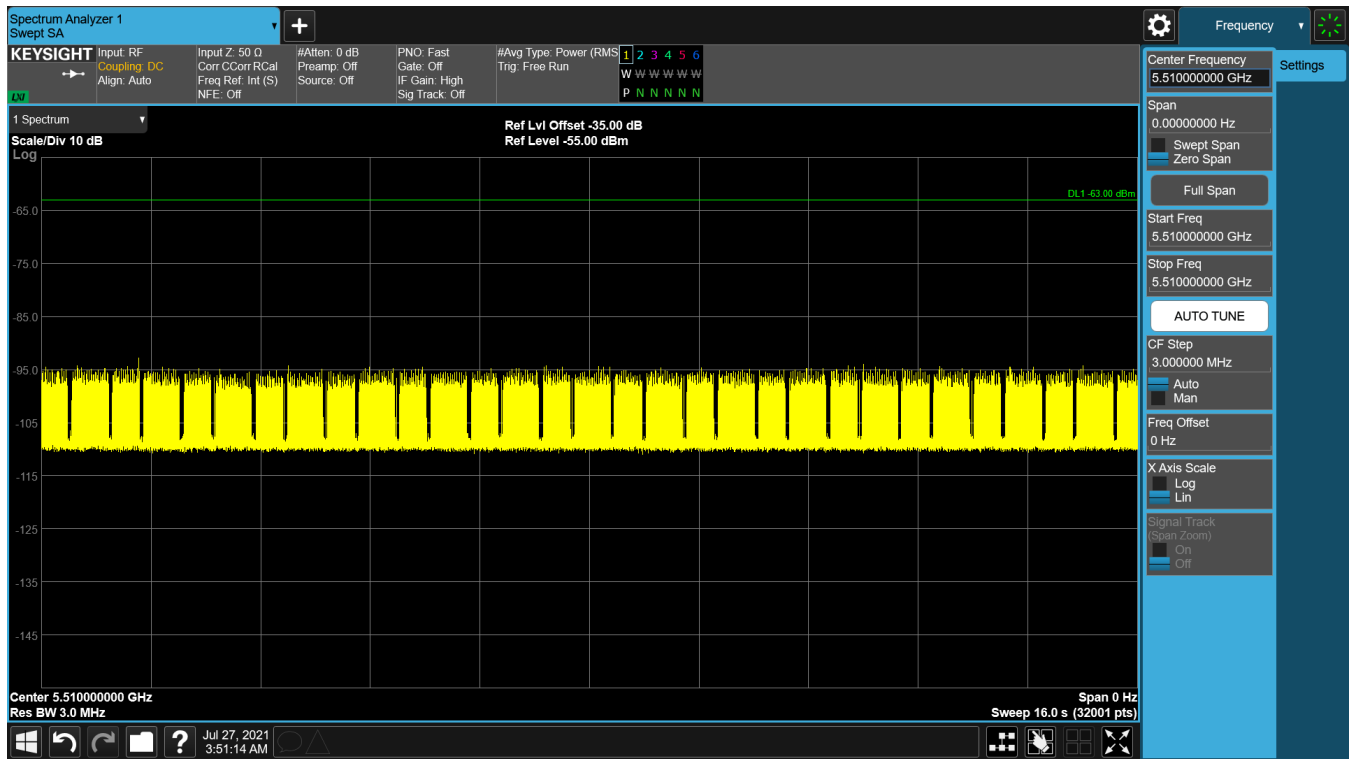 Spectrum Analyzer 1
Swept SA
Frequency
KEYSIGHT
Input: RF
Coupling: DC
Align: Auto
Input Z: 50 Ω
Corr CCorr RCal
Freq Ref: Int (S)
NFE: Off
#Atten: 0 dB
Preamp: Off
Source: Off
PNO: Fast
Gate: Off
IF Gain: High
Sig Track: Off
#Avg Type: Power (RMS
Trig: Free Run
1 2 3 4 5 6
W W W W W W
P N N N N N
LXI
1 Spectrum
Scale/Div 10 dB
Log
Ref Lvl Offset -35.00 dB
Ref Level -55.00 dBm
DL1 -63.00 dBm
-65.0
-75.0
-85.0
-95.0
-105
-115
-125
-135
-145
Center 5.510000000 GHz
Res BW 3.0 MHz
Span 0 Hz
Sweep 16.0 s (32001 pts)
Jul 27, 2021
3:51:14 AM
Center Frequency
5.510000000 GHz
Settings
Span
0.00000000 Hz
Swept Span
Zero Span
Full Span
Start Freq
5.510000000 GHz
Stop Freq
5.510000000 GHz
AUTO TUNE
CF Step
3.000000 MHz
Auto
Man
Freq Offset
0 Hz
X Axis Scale
Log
Lin
Signal Track
(Span Zoom)
On
Off